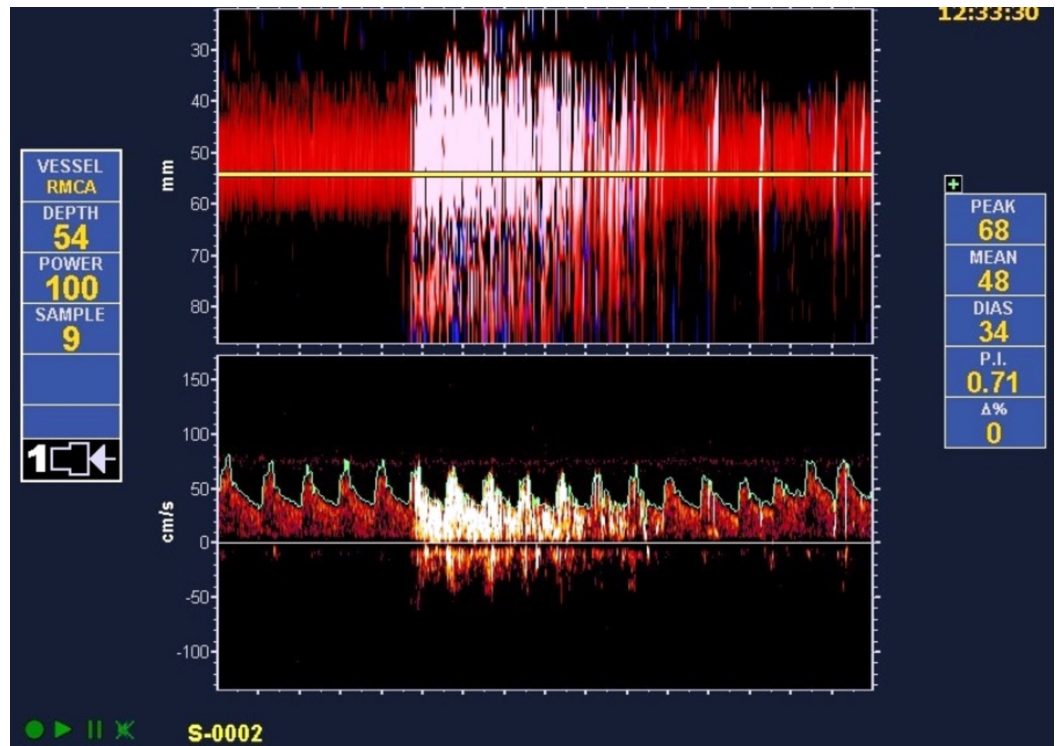 12:33:30
30
40
50
60
70
80
mm
VESSEL
RMCA
DEPTH
54
POWER
100
SAMPLE
9
1
PEAK
68
MEAN
48
DIAS
34
P.I.
0.71
Δ%
0
150
100
50
0
-50
-100
cm/s
S-0002